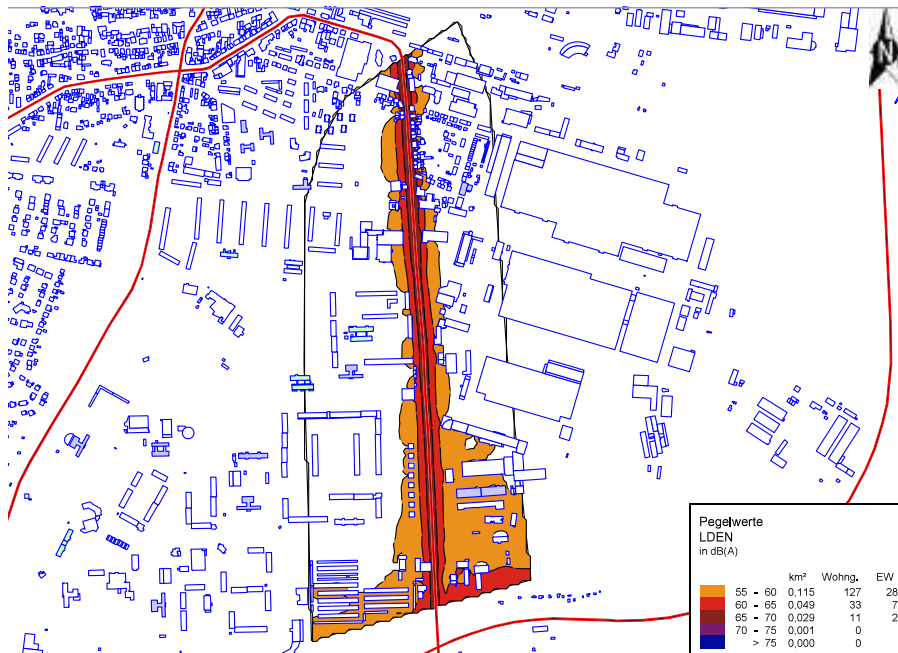 N
Pegelwerte
LDEN
in dB(A)
km² Wohng. EW
55 - 60 0,115 127 28
60 - 65 0,049 33 7
65 - 70 0,029 11 2
70 - 75 0,001 0
> 75 0,000 0